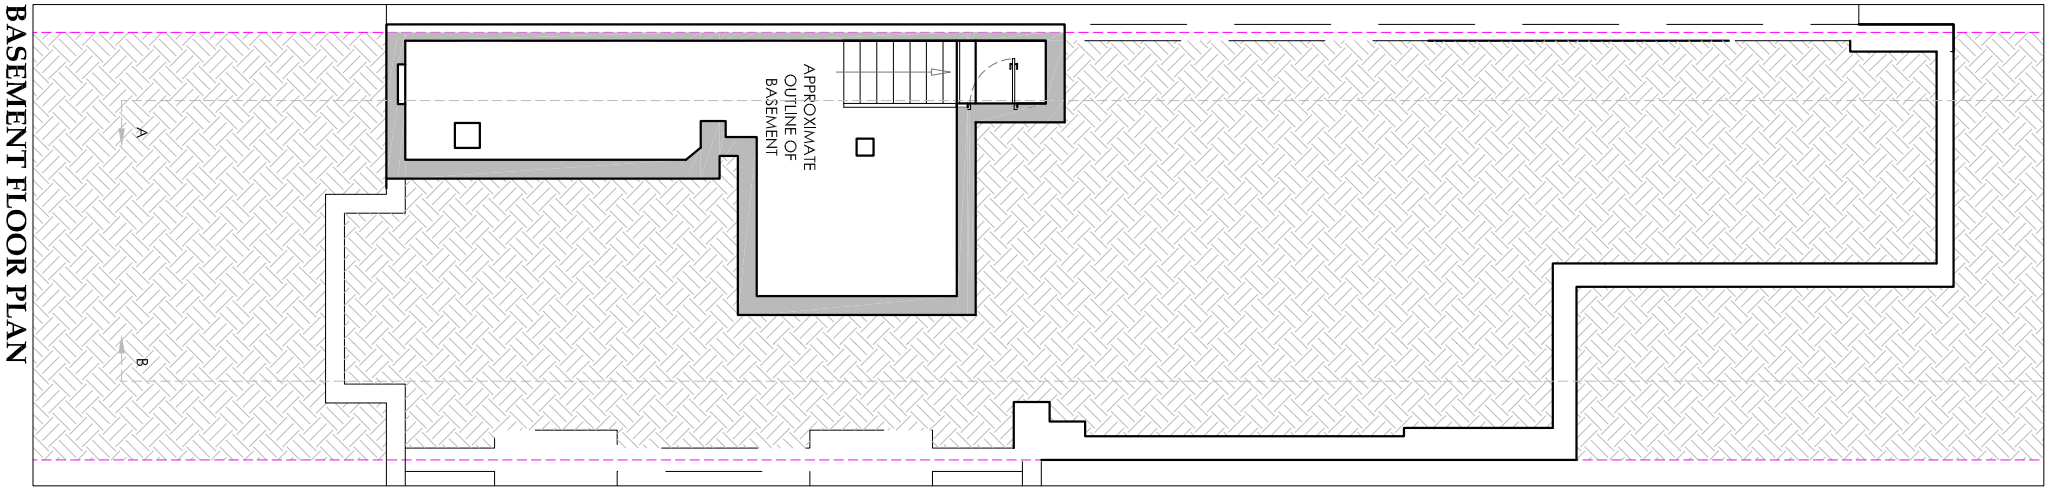 BASEMENT FLOOR PLAN
A
B
APPROXIMATE
OUTLINE OF
BASEMENT